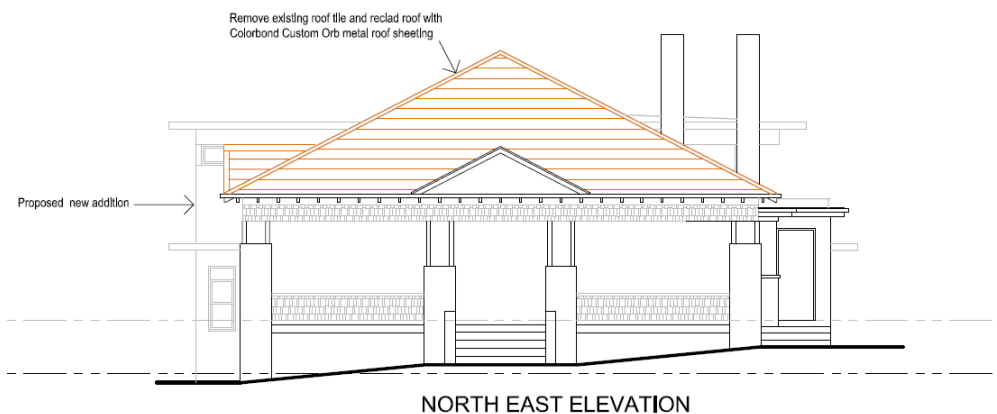 Remove existing roof tile and reclad roof with
Colorbond Custom Orb metal roof sheeting
Proposed new addition
NORTH EAST ELEVATION